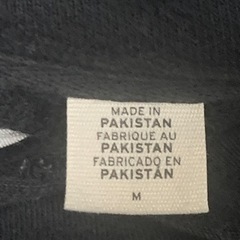 MADE IN
PAKISTAN
FABRIQUE AU
PAKISTAN
FABRICADO EN
PAKISTÁN
M